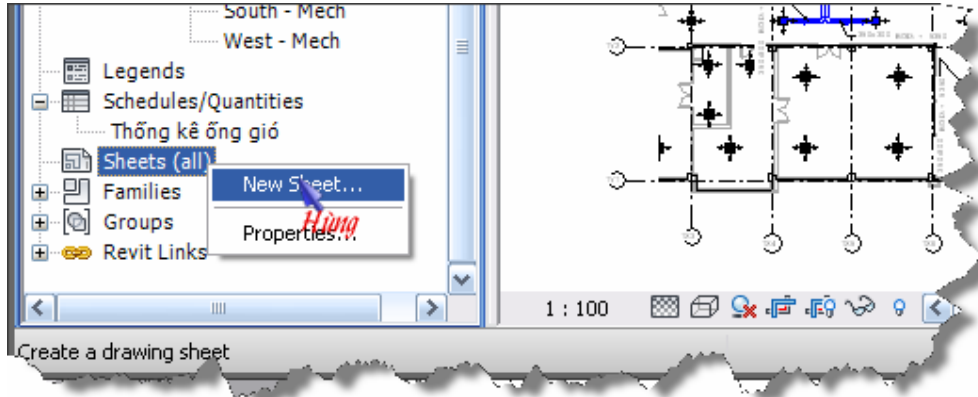 South - Mech
West - Mech
Legends
Schedules/Quantities
Thống kê ống gió
Sheets (all)
Families
Groups
Revit Links
New Sheet...
Hùng
Properties...
1 : 100
Create a drawing sheet